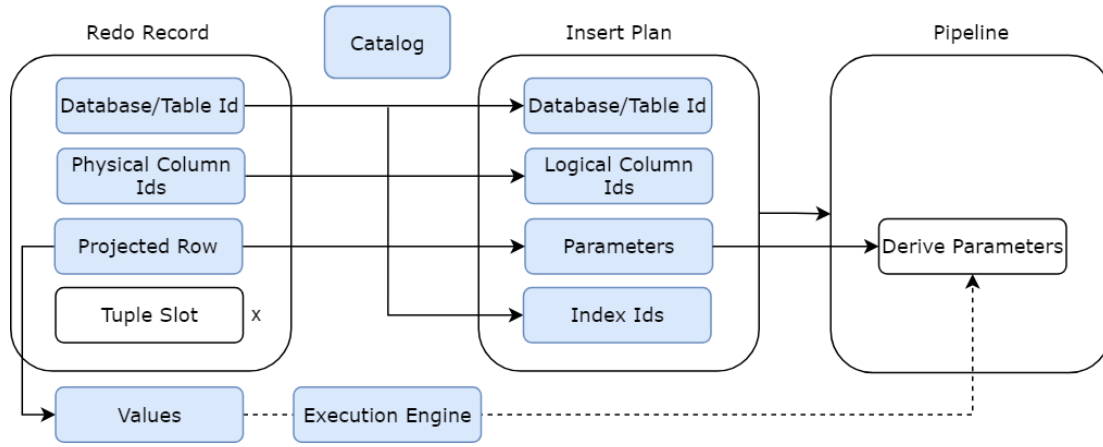 Redo Record
Catalog
Insert Plan
Pipeline
Database/Table Id
Database/Table Id
Physical Column
Ids
Logical Column
Ids
Projected Row
Parameters
Derive Parameters
Tuple Slot
x
Index Ids
Values
Execution Engine